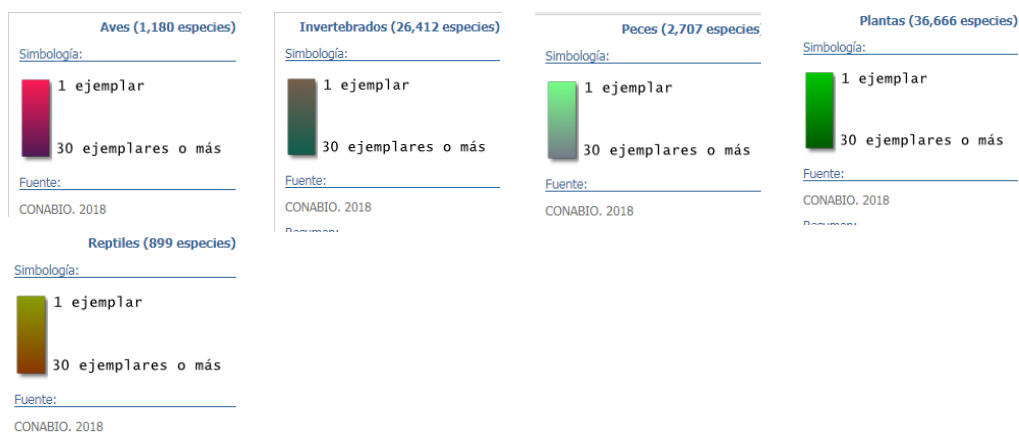 Aves (1,180 especies)
Simbología:
1 ejemplar
30 ejemplares o más
Fuente:
CONABIO. 2018
Invertebrados (26,412 especies)
Simbología:
1 ejemplar
30 ejemplares o más
Fuente:
CONABIO. 2018
Peces (2,707 especies
Simbología:
1 ejemplar
30 ejemplares o más
Fuente:
CONABIO. 2018
Plantas (36,666 especies)
Simbología:
1 ejemplar
30 ejemplares o más
Fuente:
CONABIO. 2018
Reptiles (899 especies)
Simbología:
1 ejemplar
30 ejemplares o más
Fuente:
CONABIO. 2018